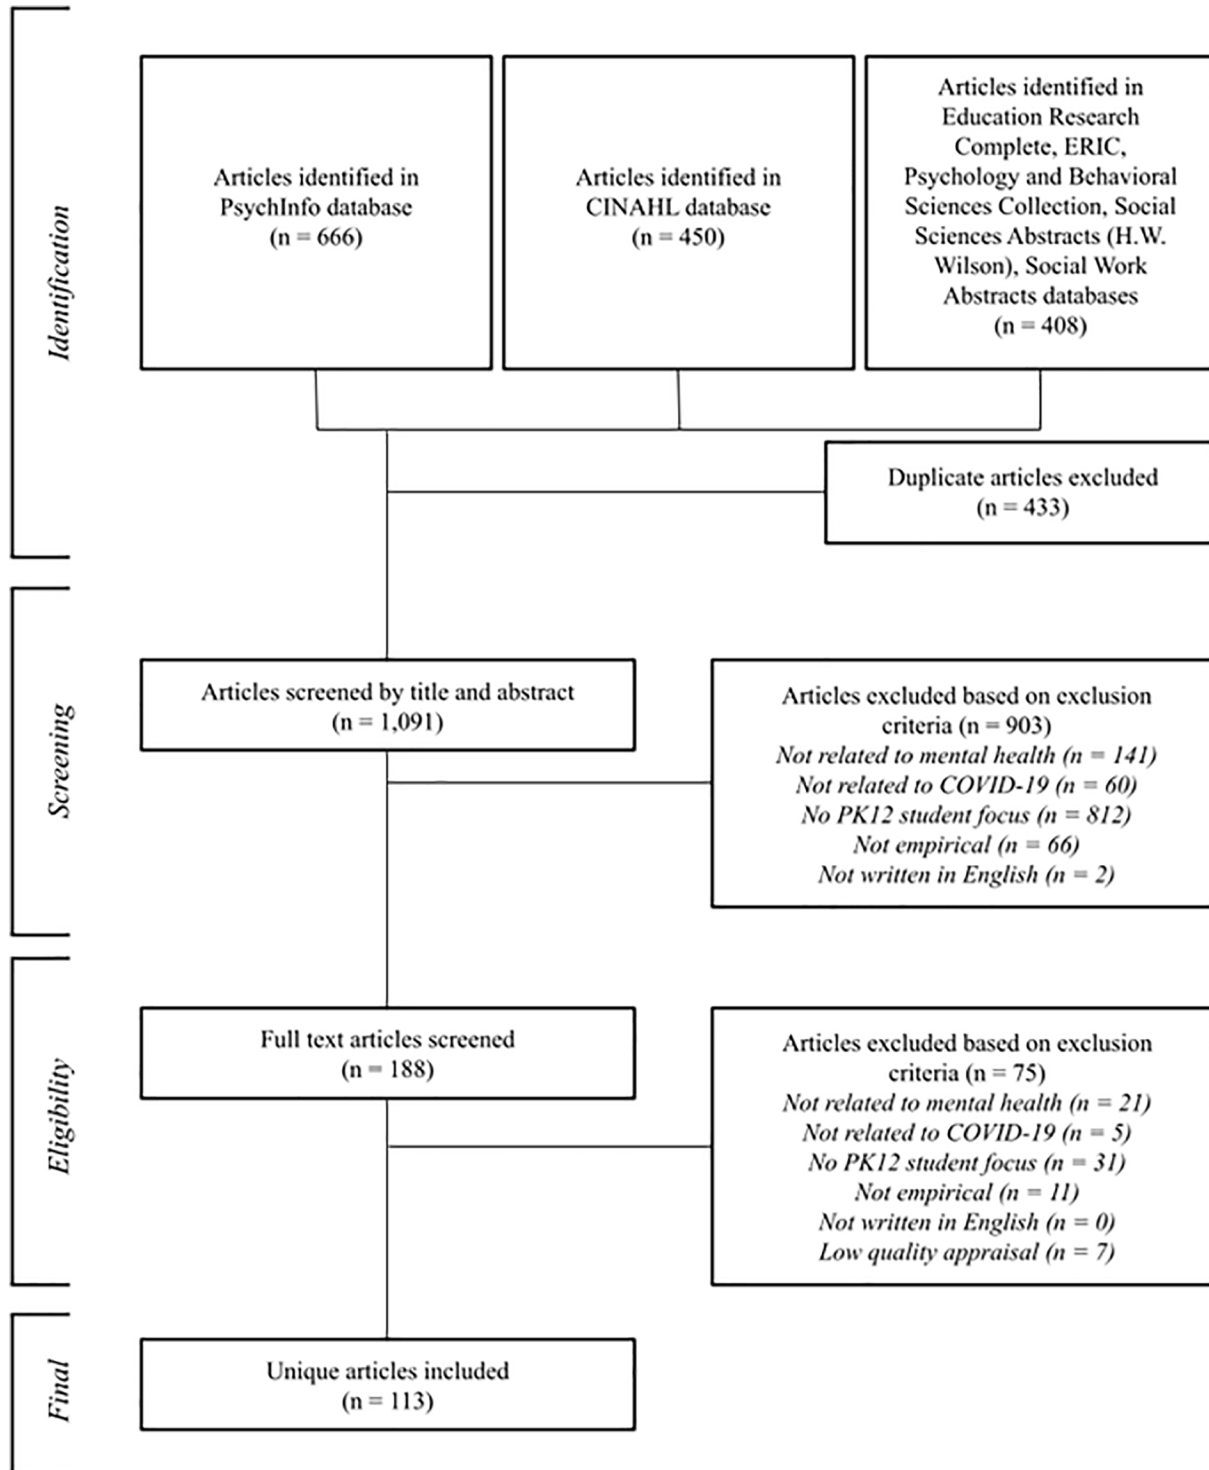 Identification
Articles identified in
PsychInfo database
(n = 666)
Articles identified in
CINAHL database
(n = 450)
Articles identified in
Education Research
Complete, ERIC,
Psychology and Behavioral
Sciences Collection, Social
Sciences Abstracts (H.W.
Wilson), Social Work
Abstracts databases
(n = 408)
Duplicate articles excluded
(n = 433)
Screening
Articles screened by title and abstract
(n = 1,091)
Articles excluded based on exclusion
criteria (n = 903)
Not related to mental health (n = 141)
Not related to COVID-19 (n = 60)
No PK12 student focus (n = 812)
Not empirical (n = 66)
Not written in English (n = 2)
Eligibility
Full text articles screened
(n = 188)
Articles excluded based on exclusion
criteria (n = 75)
Not related to mental health (n = 21)
Not related to COVID-19 (n = 5)
No PK12 student focus (n = 31)
Not empirical (n = 11)
Not written in English (n = 0)
Low quality appraisal (n = 7)
Final
Unique articles included
(n = 113)